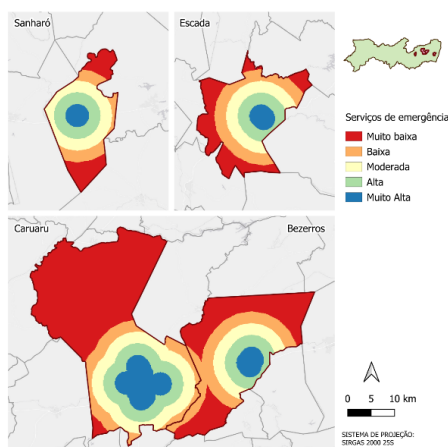 Sanharó
Escada
Serviços de emergência
Muito baixa
Baixa
Moderada
Alta
Muito Alta
Caruaru
Bezerros
0 5 10 km
SISTEMA DE PROJEÇÃO:
SIRGAS 2000 25S